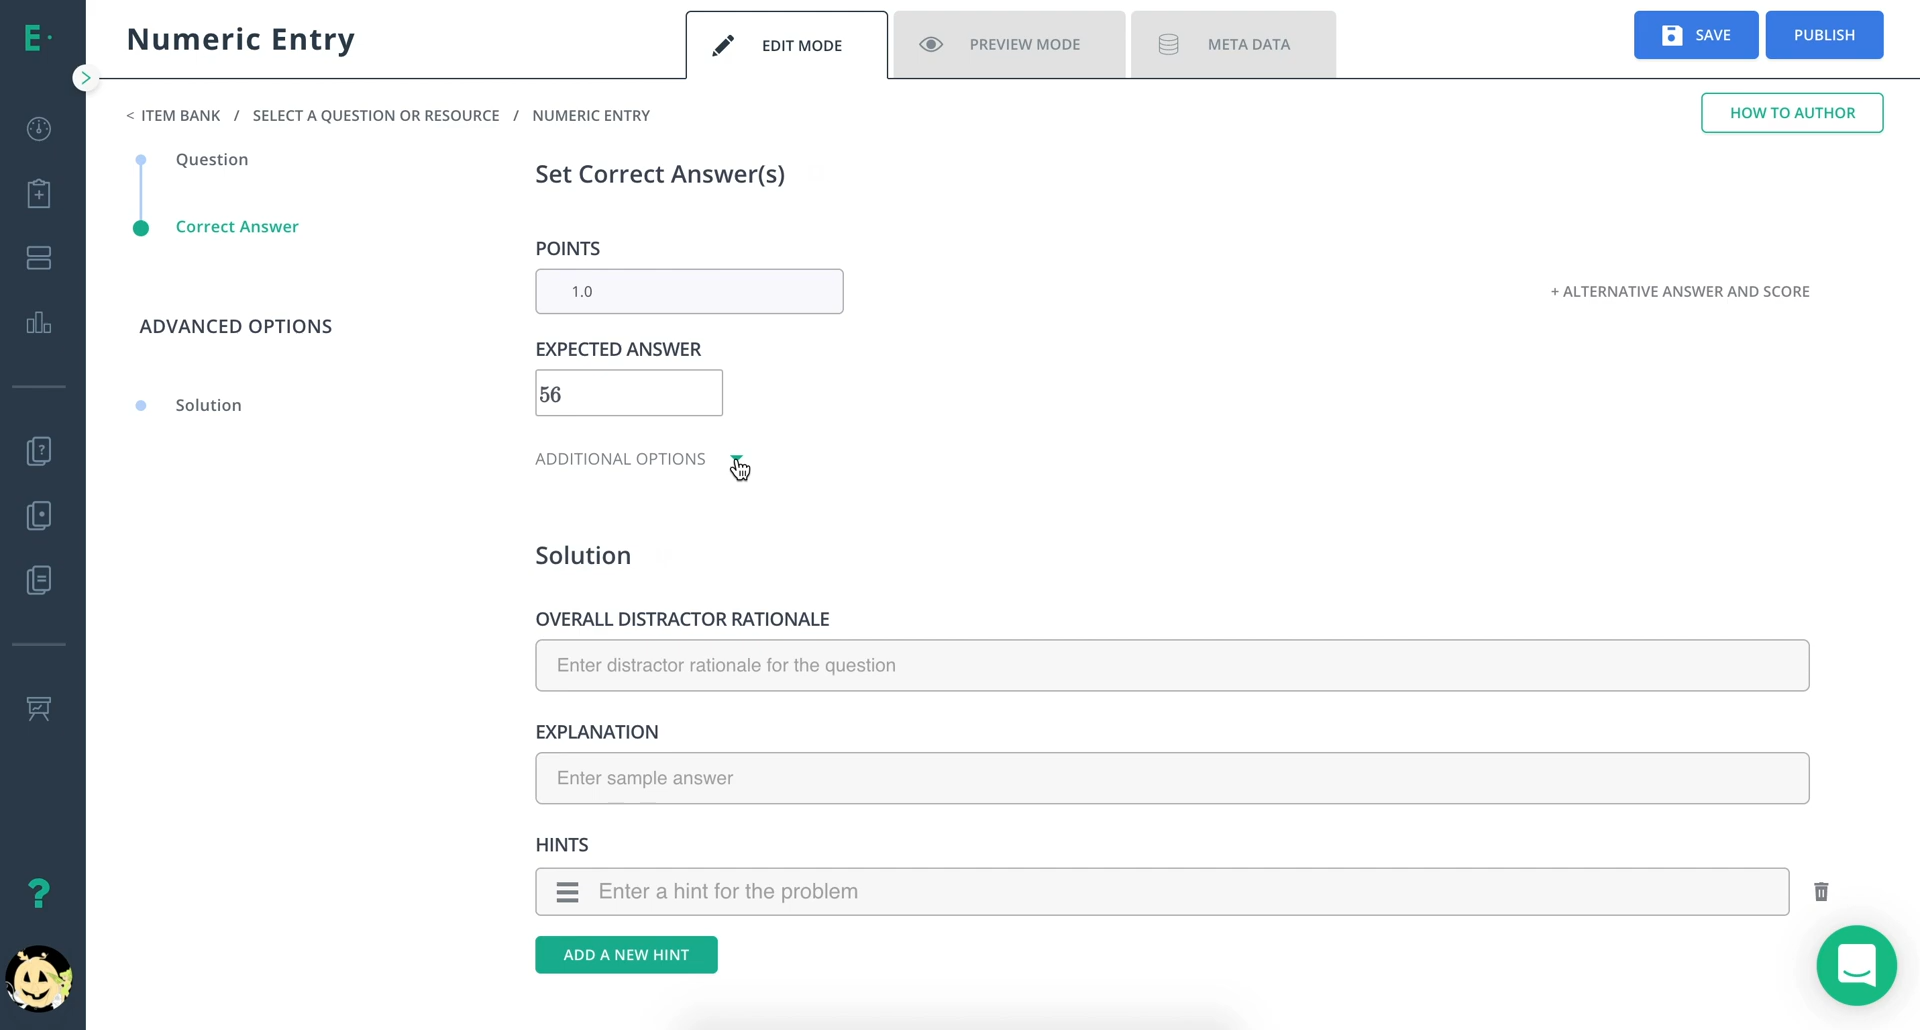 E
Numeric Entry
EDIT MODE
PREVIEW MODE
META DATA
SAVE
PUBLISH
< ITEM BANK / SELECT A QUESTION OR RESOURCE / NUMERIC ENTRY
HOW TO AUTHOR
Question
Correct Answer
ADVANCED OPTIONS
Solution
Set Correct Answer(s)
POINTS
1.0
+ ALTERNATIVE ANSWER AND SCORE
EXPECTED ANSWER
56
ADDITIONAL OPTIONS
Solution
OVERALL DISTRACTOR RATIONALE
Enter distractor rationale for the question
EXPLANATION
Enter sample answer
HINTS
Enter a hint for the problem
ADD A NEW HINT
?